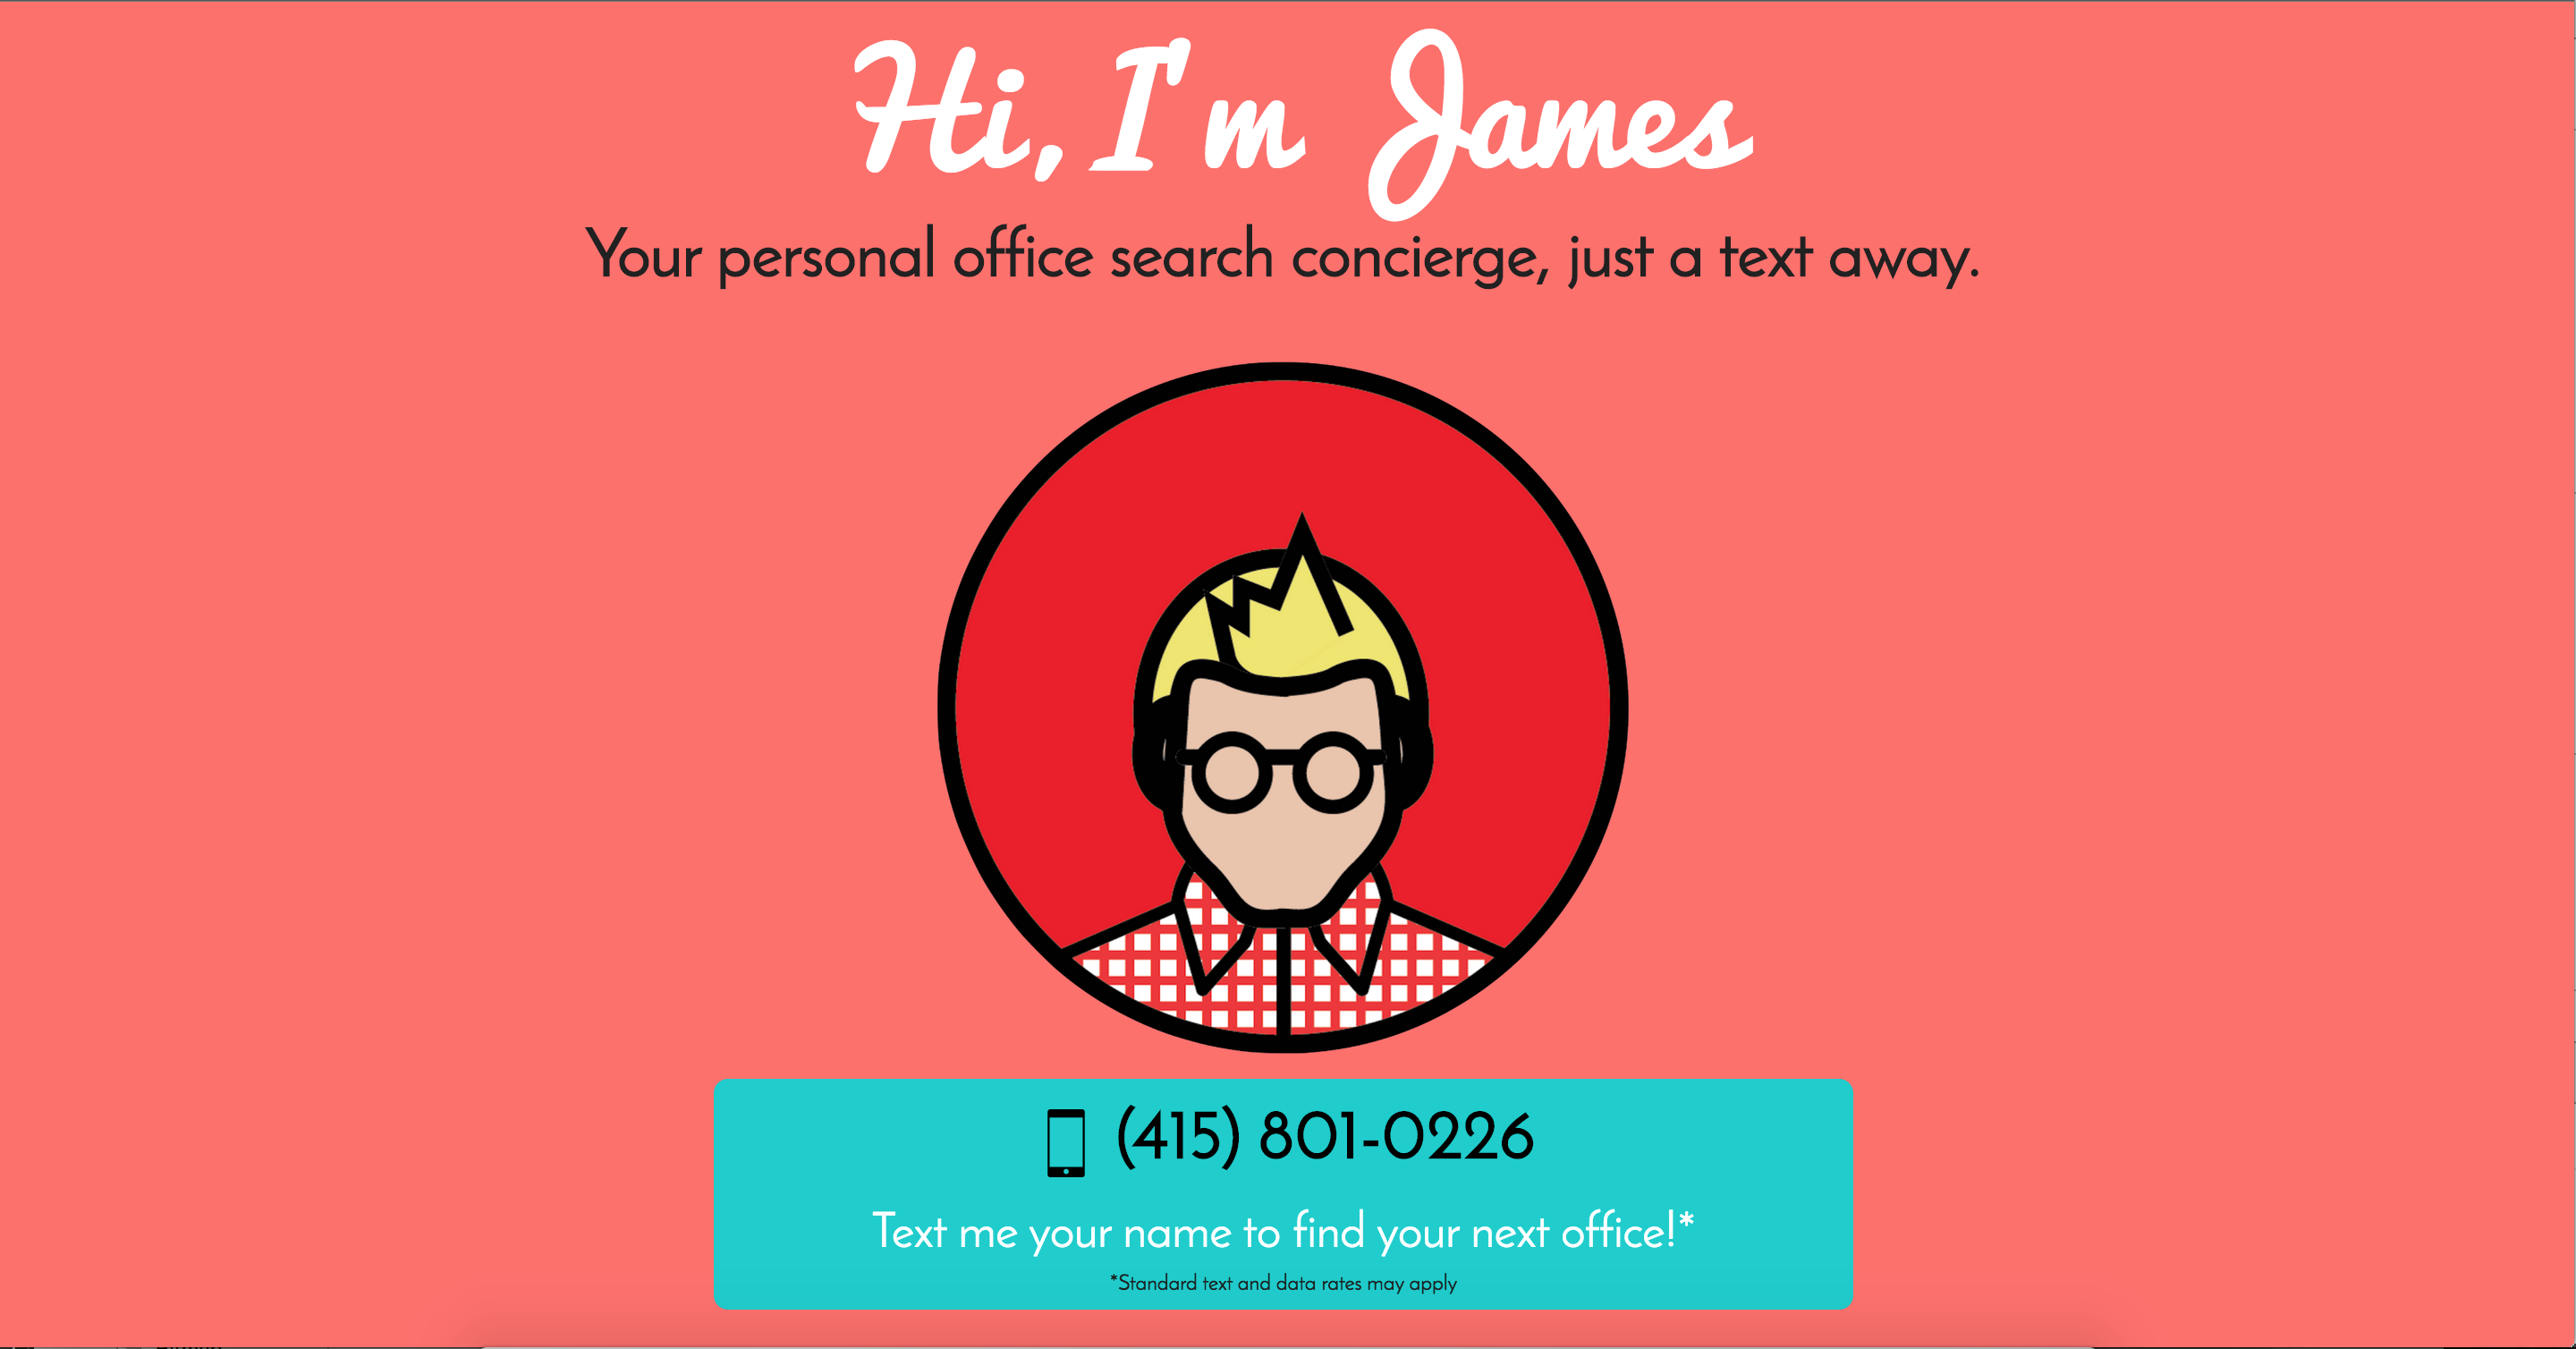 Hi, I'm James
Your personal office search concierge, just a text away.
(415) 801-0226
Text me your name to find your next office!*
*Standard text and data rates may apply